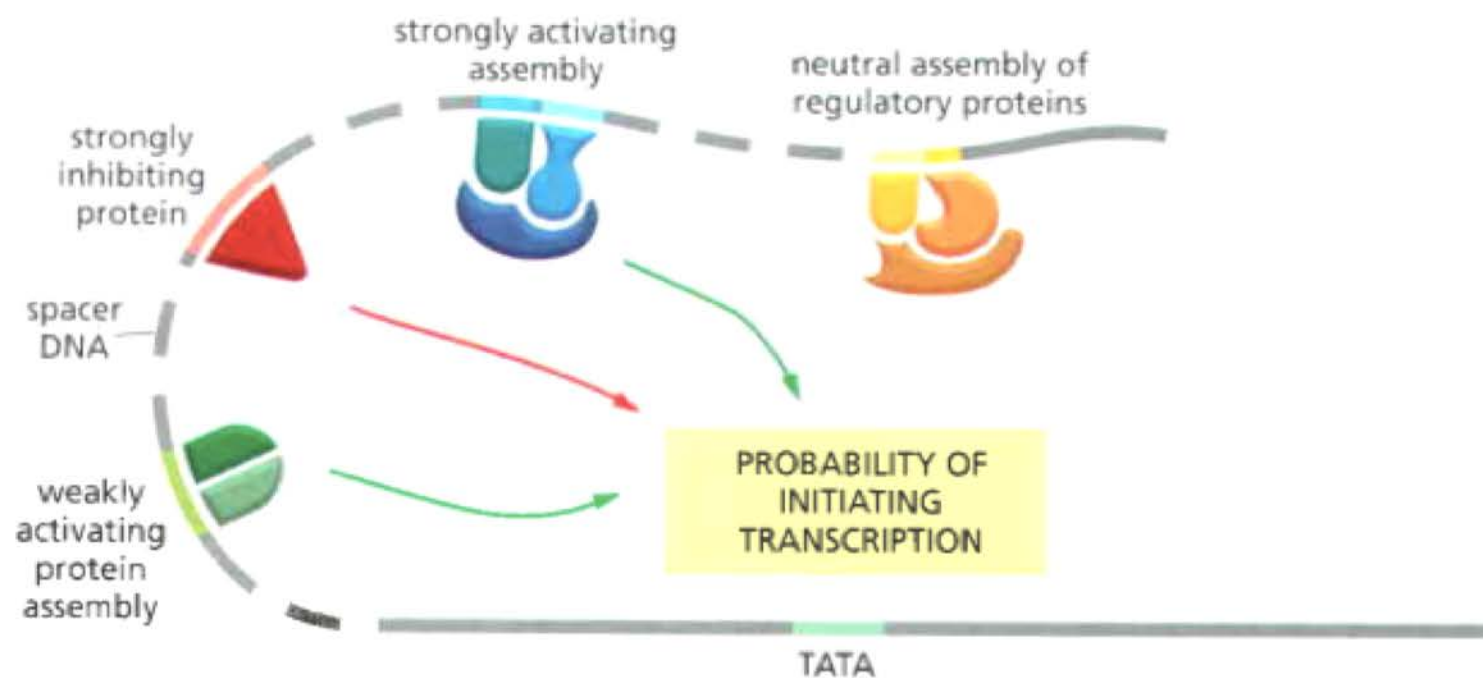 strongly activating
assembly
neutral assembly of
regulatory proteins
strongly
inhibiting
protein
spacer
DNA
weakly
activating
protein
assembly
PROBABILITY OF
INITIATING
TRANSCRIPTION
TATA